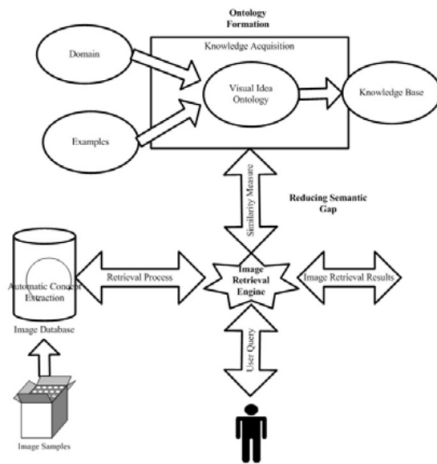 Ontology
Formation
Knowledge Acquisition
Domain
Visual Idea
Ontology
Knowledge Base
Examples
Similarity Measure
Reducing Semantic
Gap
Automatic Concept
Extraction
Retrieval Process
Image
Retrieval
Engine
Image Retrieval Results
Image Database
User Query
Image Samples